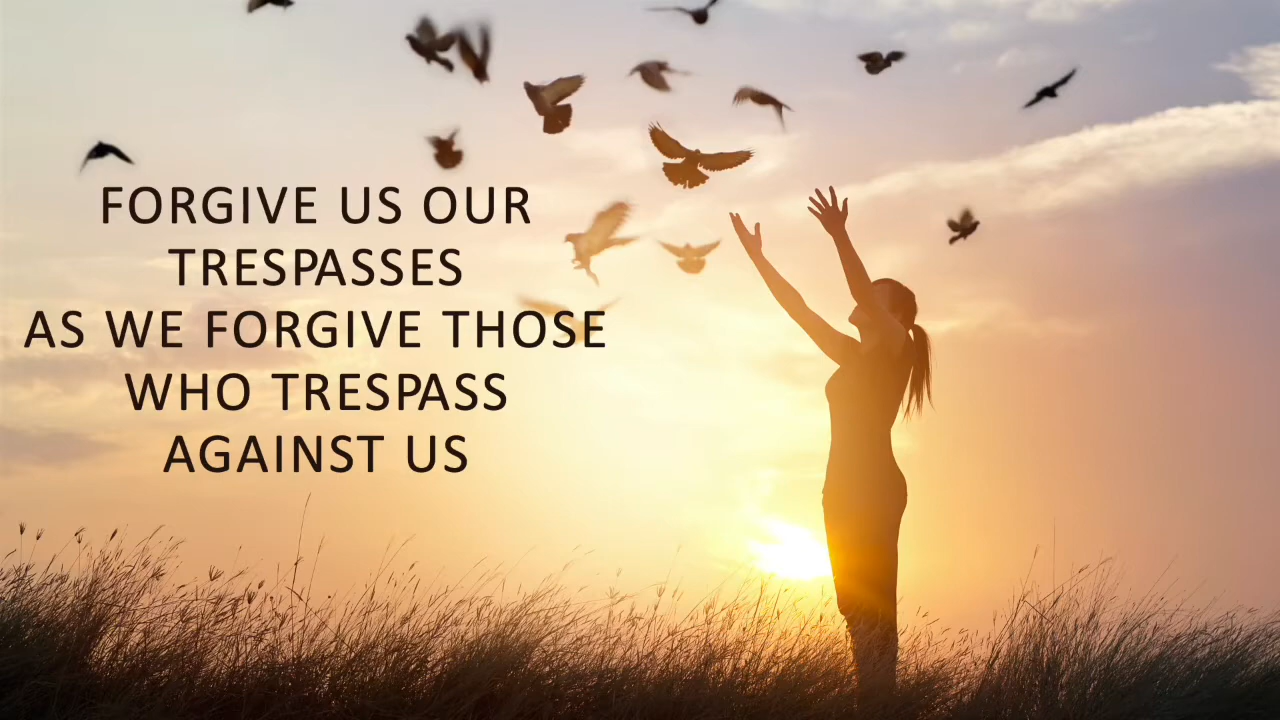 FORGIVE US OUR
TRESPASSES
AS WE FORGIVE THOSE
WHO TRESPASS
AGAINST US